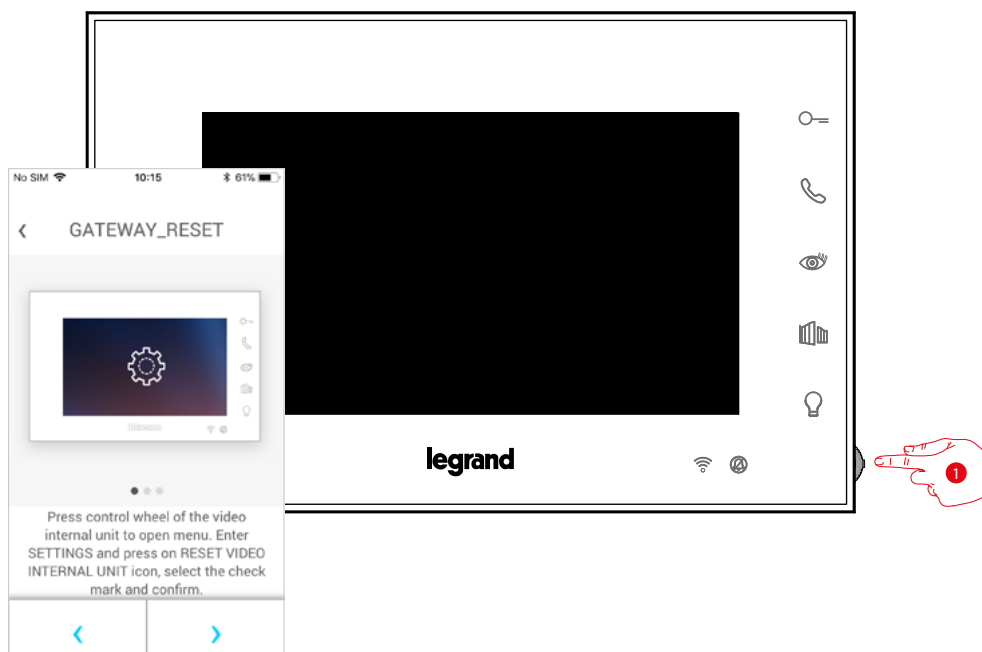 No SIM 10:15 61%
GATEWAY_RESET
Press control wheel of the video
internal unit to open menu. Enter
SETTINGS and press on RESET VIDEO
INTERNAL UNIT icon, select the check
mark and confirm.
legrand
1